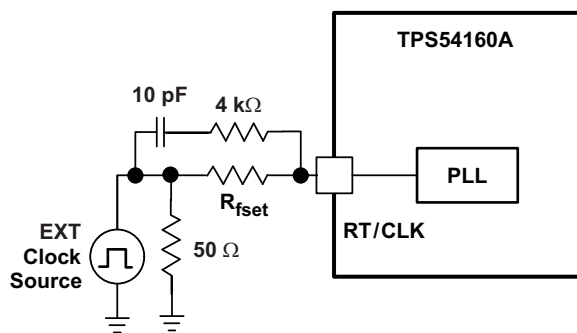 TPS54160A
10 pF
4 kΩ
PLL
R_fset
RT/CLK
EXT
Clock
Source
50 Ω